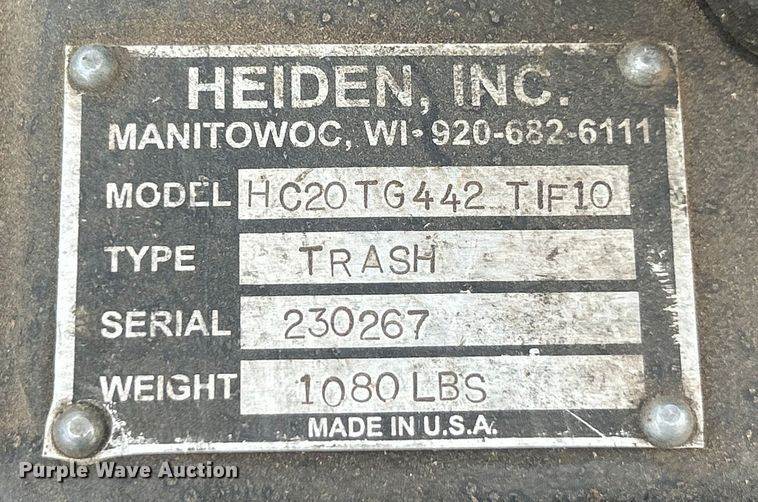 HEIDEN, INC.
MANITOWOC, WI• 920-682-6111
MODEL HC20TG442 TIF10
TYPE TRASH
SERIAL 230267
WEIGHT 1080 LBS
MADE IN U.S.A.
Purple Wave Auction